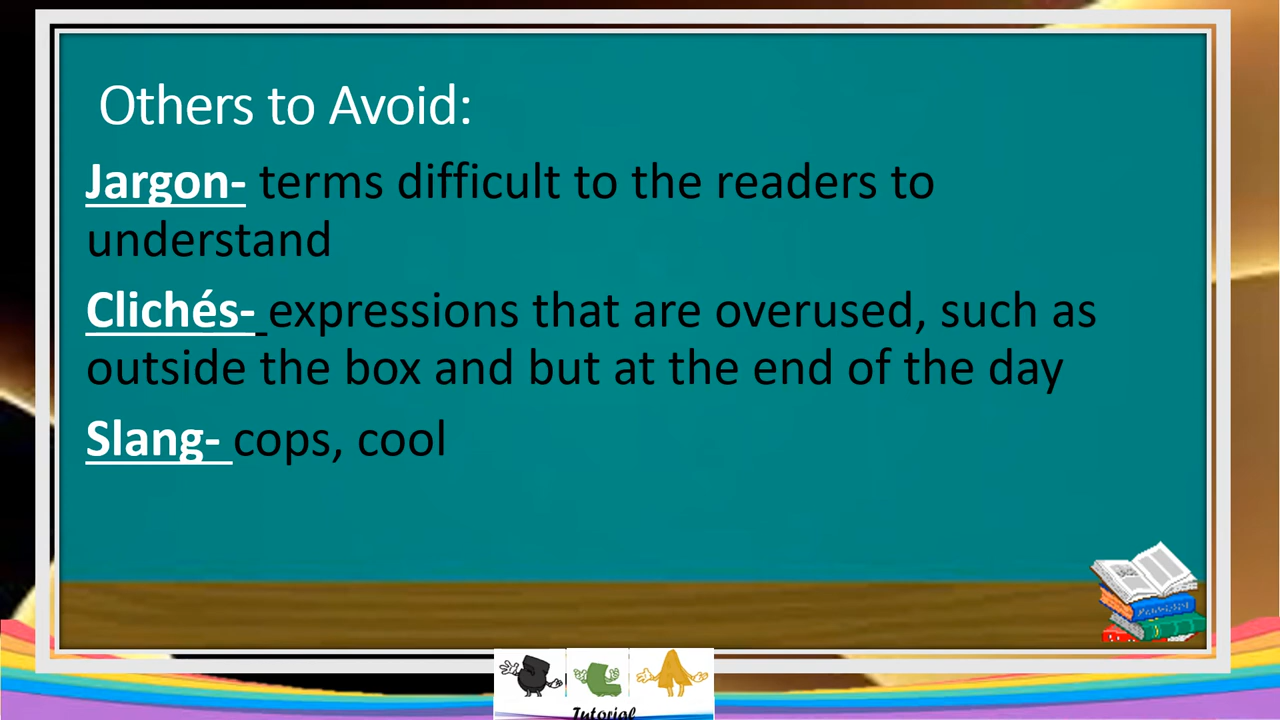 Others to Avoid:
Jargon- terms difficult to the readers to
understand
Clichés- expressions that are overused, such as
outside the box and but at the end of the day
Slang- cops, cool
Tutorial